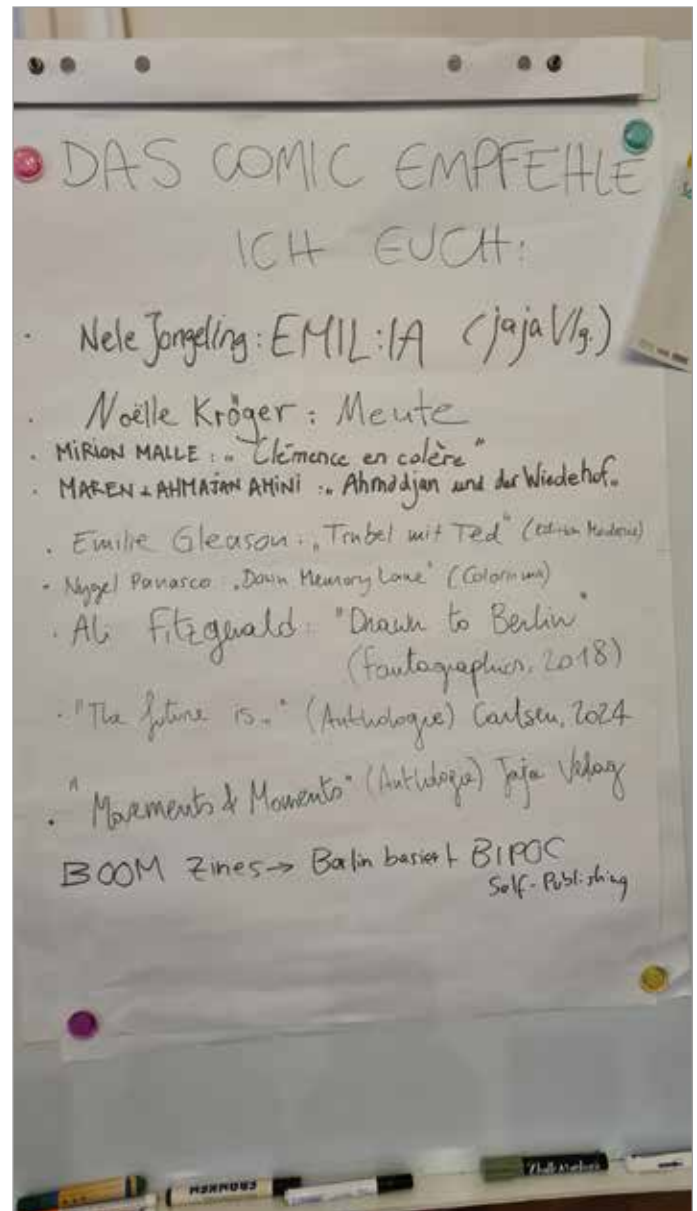 DAS COMIC EMPFEHLE
ICH EUCH:
· Nele Jongeling: EMIL:IA (jaja Vlg.)
· Noëlle Kröger: Meute
· MIRION MALLE: „Clémence en colère"
· MAREN + AHMAJAN AMINI: „Ahmadjan und der Wiedehof„
· Emilie Gleason: „Trubel mit Ted" (Edition Moderne)
· Nygel Panasco „Down Memory Lane" (Colorama)
· Ali Fitzgerald: "Drawn to Berlin"
(Fantagraphics, 2018)
· "The future is.." (Anthologie) Carlsen, 2024
· "Movements & Moments" (Anthologie) Jaja Verlag
BOOM Zines → Berlin basiert BIPOC
Self-Publishing